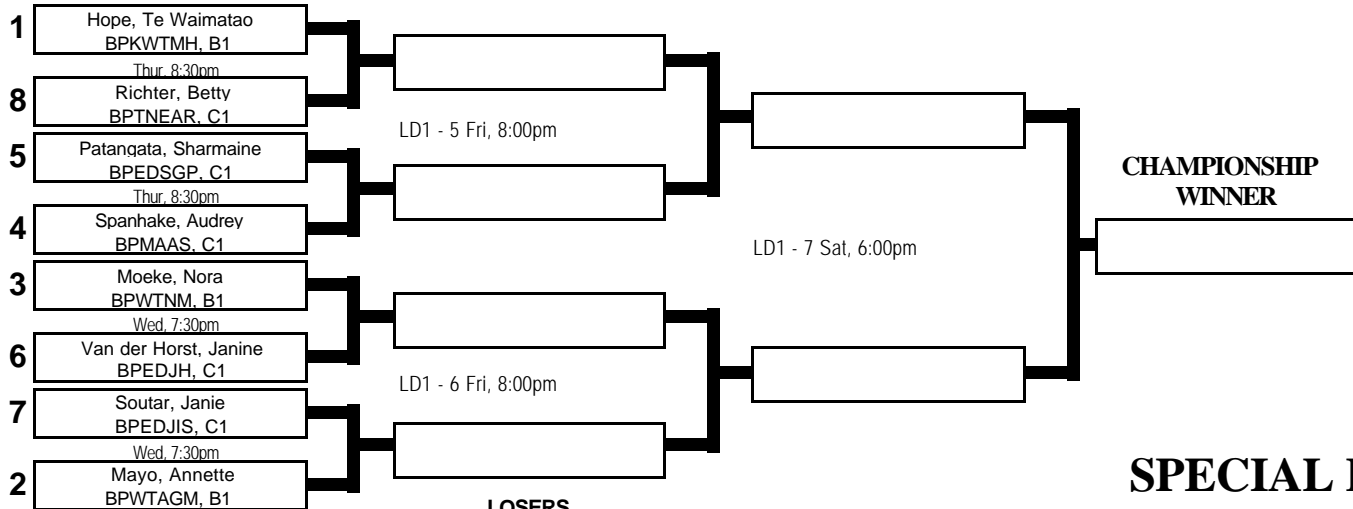 1
Hope, Te Waimatao
BPKWTMH, B1
Thur, 8:30pm
8
Richter, Betty
BPTNEAR, C1
LD1 - 5 Fri, 8:00pm
5
Patangata, Sharmaine
BPEDSGP, C1
Thur, 8:30pm
4
Spanhake, Audrey
BPMAAS, C1
CHAMPIONSHIP
WINNER
LD1 - 7 Sat, 6:00pm
3
Moeke, Nora
BPWTNM, B1
Wed, 7:30pm
6
Van der Horst, Janine
BPEDJH, C1
LD1 - 6 Fri, 8:00pm
7
Soutar, Janie
BPEDJIS, C1
Wed, 7:30pm
2
Mayo, Annette
BPWTAGM, B1
LOSERS
SPECIAL